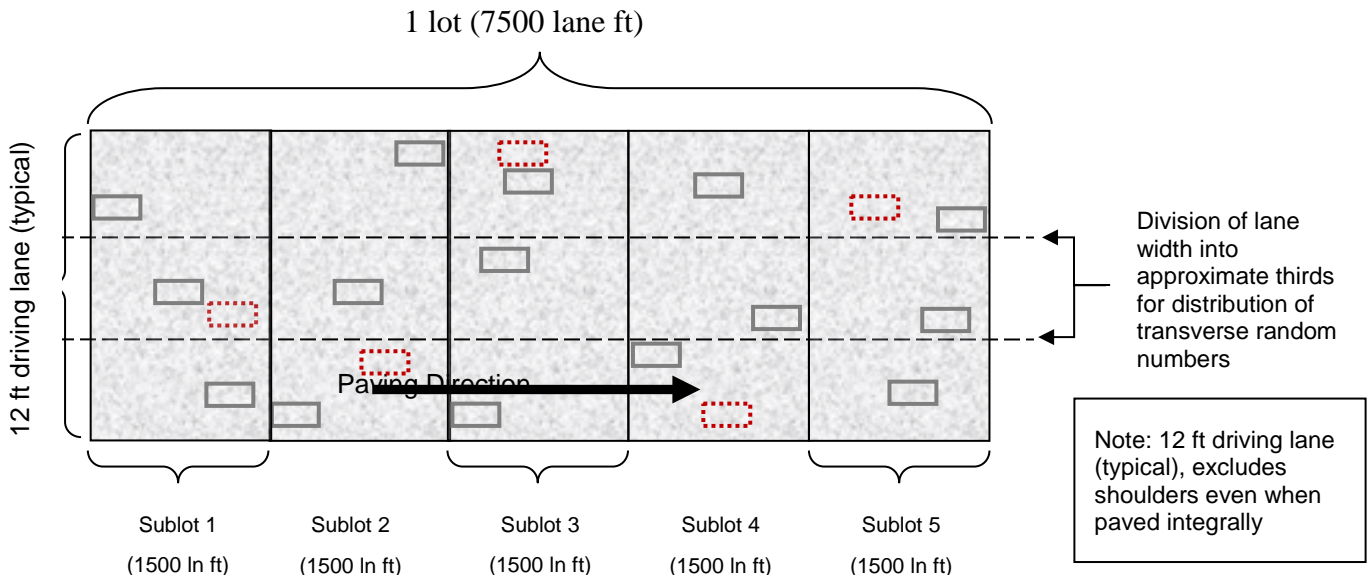 1 lot (7500 lane ft)
12 ft driving lane (typical)
Paving Direction
Division of lane
width into
approximate thirds
for distribution of
transverse random
numbers
Note: 12 ft driving lane
(typical), excludes
shoulders even when
paved integrally
Sublot 1
(1500 ln ft)
Sublot 2
(1500 ln ft)
Sublot 3
(1500 ln ft)
Sublot 4
(1500 ln ft)
Sublot 5
(1500 ln ft)